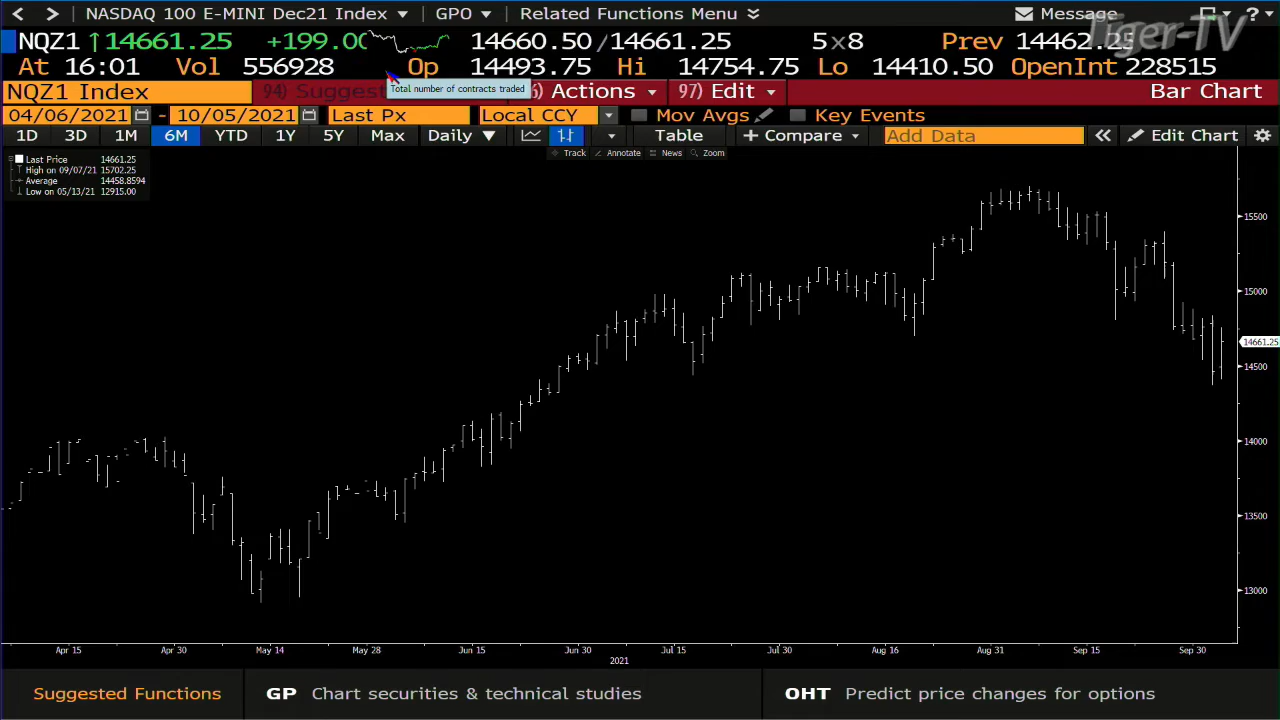 NASDAQ 100 E-MINI Dec21 Index GPO Related Functions Menu Message ?
NQZ1 ↑14661.25 +199.00 14660.50/14661.25 5x8 Prev 14462.25
Tiger-TV
At 16:01 Vol 556928 Op 14493.75 Hi 14754.75 Lo 14410.50 OpenInt 228515
Total number of contracts traded
NQZ1 Index 94) Suggest 6) Actions 97) Edit Bar Chart
04/06/2021 - 10/05/2021 Last Px Local CCY Mov Avgs Key Events
1D 3D 1M 6M YTD 1Y 5Y Max Daily ▼ Table + Compare Add Data « Edit Chart
Track Annotate News Zoom
Last Price 14661.25
High on 09/07/21 15702.25
Average 14458.8594
Low on 05/13/21 12915.00
15500
15000
14661.25
14500
14000
13500
13000
Apr 15 Apr 30 May 14 May 28 Jun 15 Jun 30 Jul 15 Jul 30 Aug 16 Aug 31 Sep 15 Sep 30
2021
Suggested Functions GP Chart securities & technical studies OHT Predict price changes for options